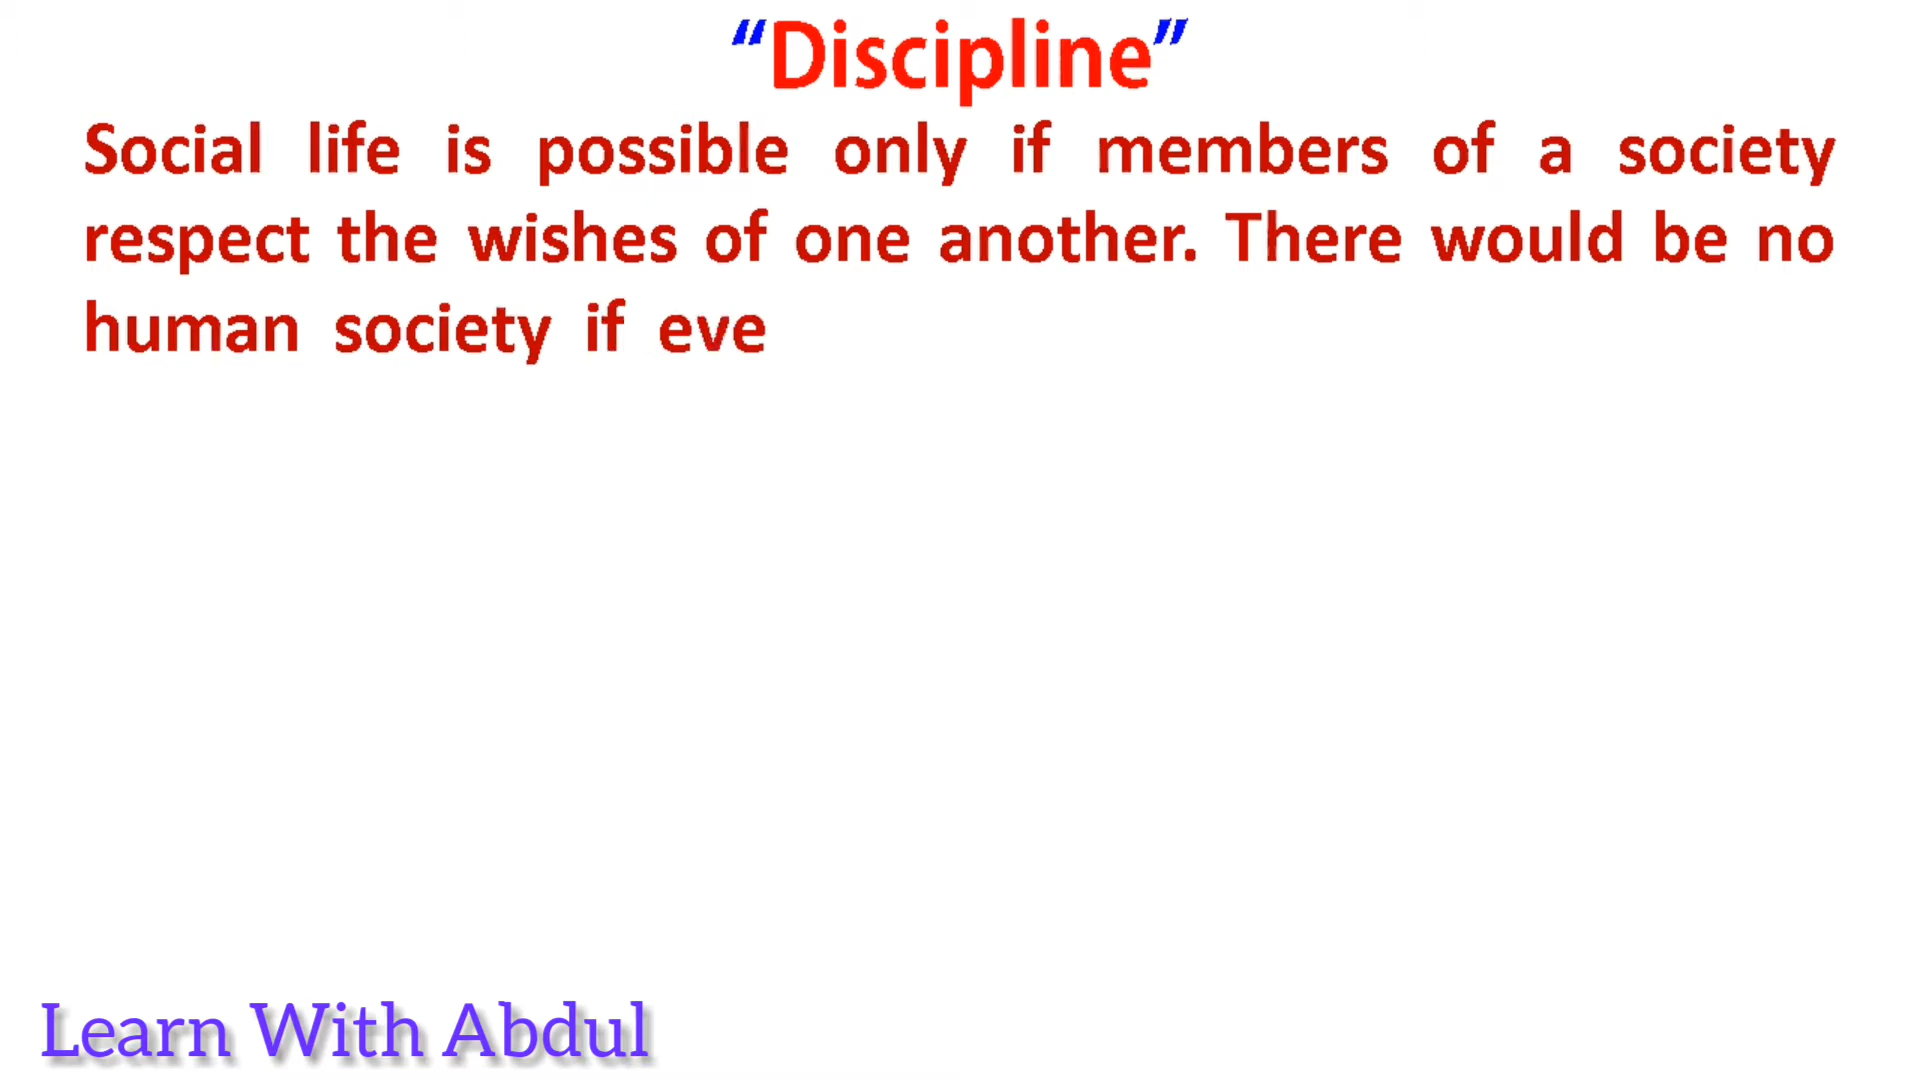 “Discipline”
Social life is possible only if members of a society
respect the wishes of one another. There would be no
human society if eve
Learn With Abdul